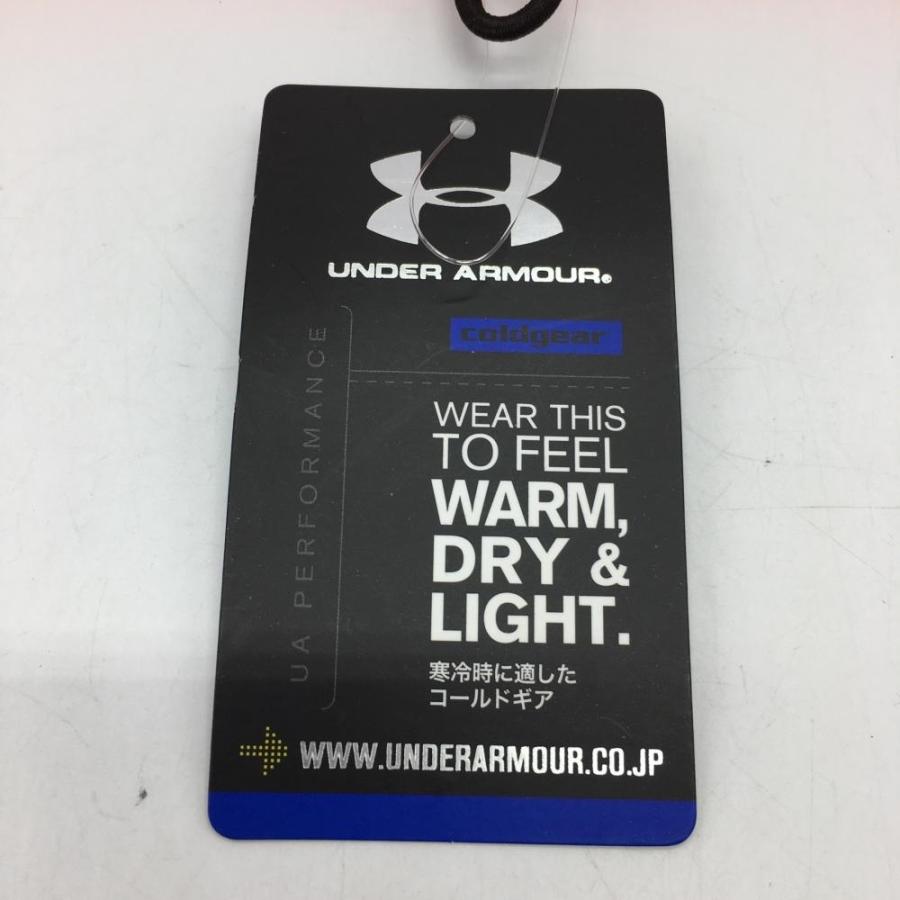 UNDER ARMOUR®
coldgear
UA PERFORMANCE
WEAR THIS
TO FEEL
WARM,
DRY &
LIGHT.
寒冷時に適した
コールドギア
WWW.UNDERARMOUR.CO.JP